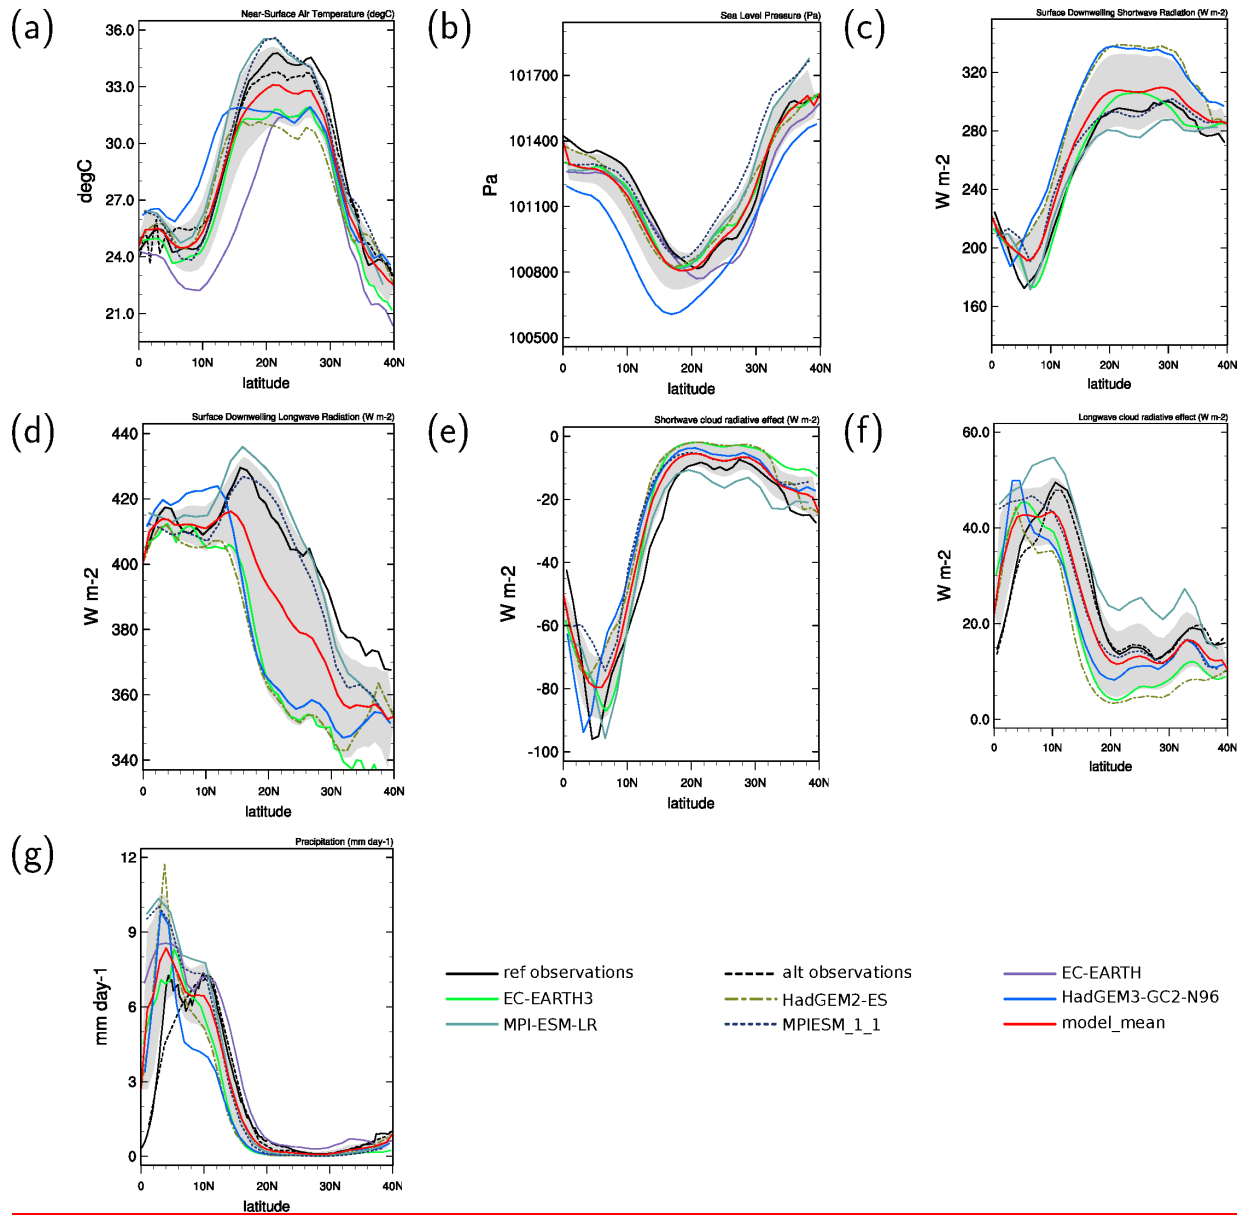 (a)
Near-Surface Air Temperature (degC)
36.0
33.0
30.0
27.0
24.0
21.0
degC
0 10N 20N 30N 40N
latitude
(b)
Sea Level Pressure (Pa)
101700
101400
101100
100800
100500
Pa
0 10N 20N 30N 40N
latitude
(c)
Surface Downwelling Shortwave Radiation (W m-2)
320
280
240
200
160
W m-2
0 10N 20N 30N 40N
latitude
(d)
Surface Downwelling Longwave Radiation (W m-2)
440
420
400
380
360
340
W m-2
0 10N 20N 30N 40N
latitude
(e)
Shortwave cloud radiative effect (W m-2)
0
-20
-40
-60
-80
-100
W m-2
0 10N 20N 30N 40N
latitude
(f)
Longwave cloud radiative effect (W m-2)
60.0
40.0
20.0
0.0
W m-2
0 10N 20N 30N 40N
latitude
(g)
Precipitation (mm day-1)
12
9
6
3
0
mm day-1
0 10N 20N 30N 40N
latitude
ref observations alt observations EC-EARTH
EC-EARTH3 HadGEM2-ES HadGEM3-GC2-N96
MPI-ESM-LR MPIESM_1_1 model_mean